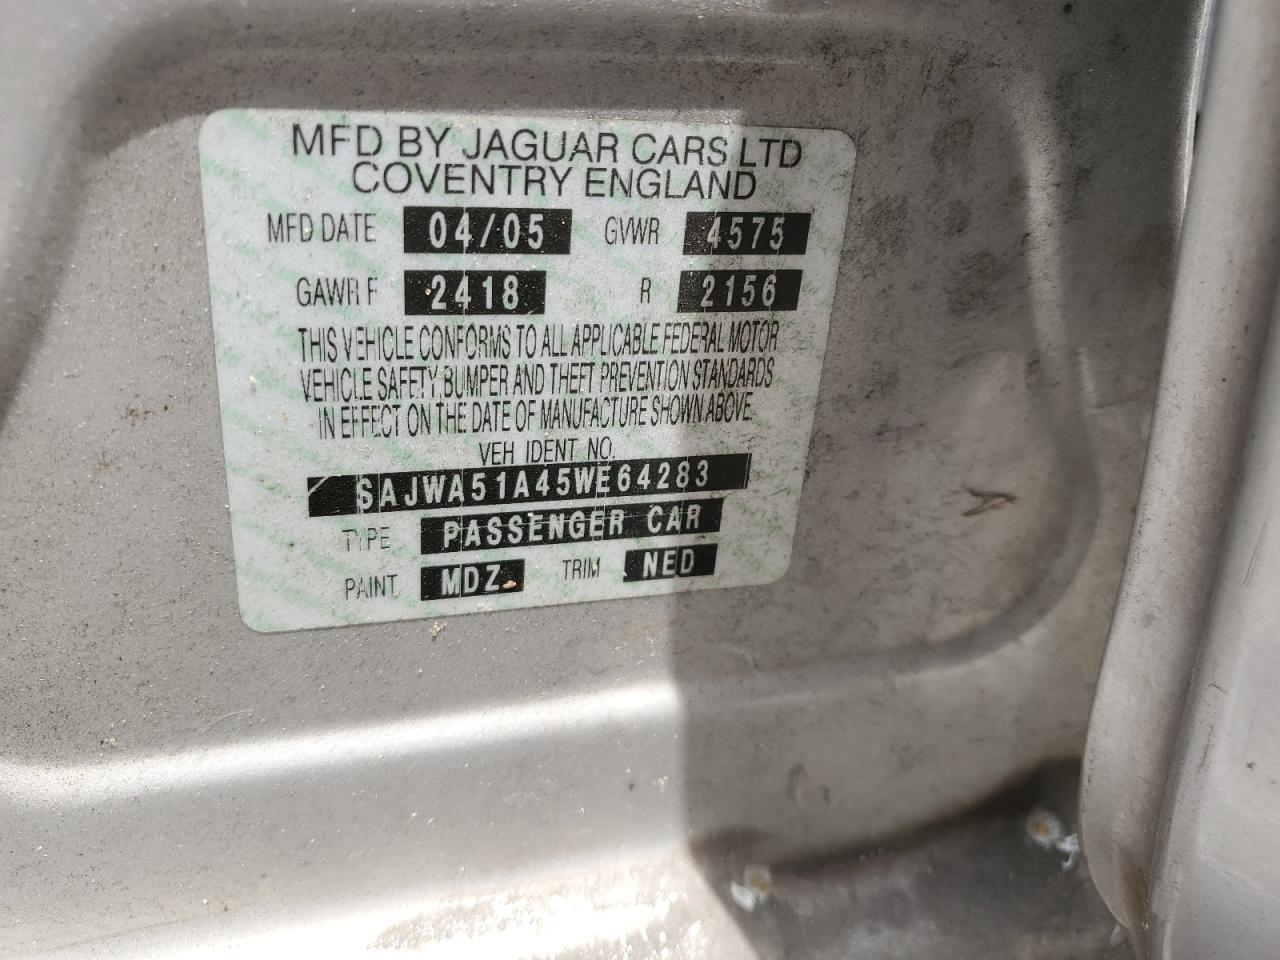 MFD BY JAGUAR CARS LTD
COVENTRY ENGLAND
MFD DATE 04/05 GVWR 4575
GAWR F 2418 R 2156
THIS VEHICLE CONFORMS TO ALL APPLICABLE FEDERAL MOTOR
VEHICLE SAFETY, BUMPER AND THEFT PREVENTION STANDARDS
IN EFFECT ON THE DATE OF MANUFACTURE SHOWN ABOVE.
VEH IDENT NO.
SAJWA51A45WE64283
TYPE PASSENGER CAR
PAINT MDZ TRIM NED